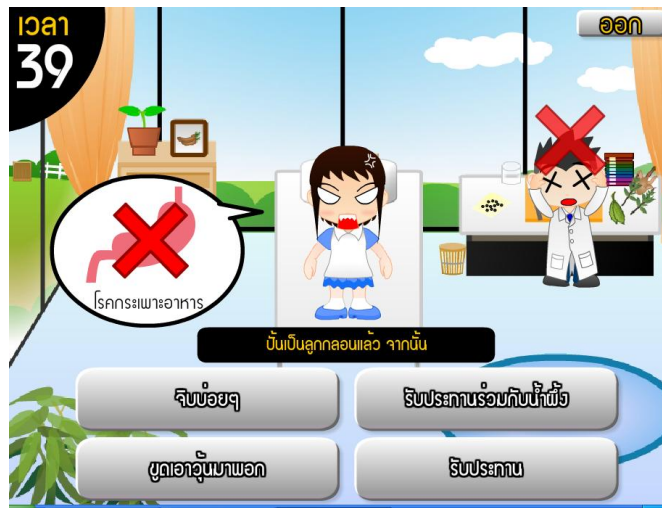 เวลา
39
ออก
โรคกระเพาะอาหาร
ปั้นเป็นลูกกลอนแล้ว จากนั้น
จิบบ่อยๆ
รับประทานร่วมกับน้ำผึ้ง
ขูดเอาวุ้นมาพอก
รับประทาน